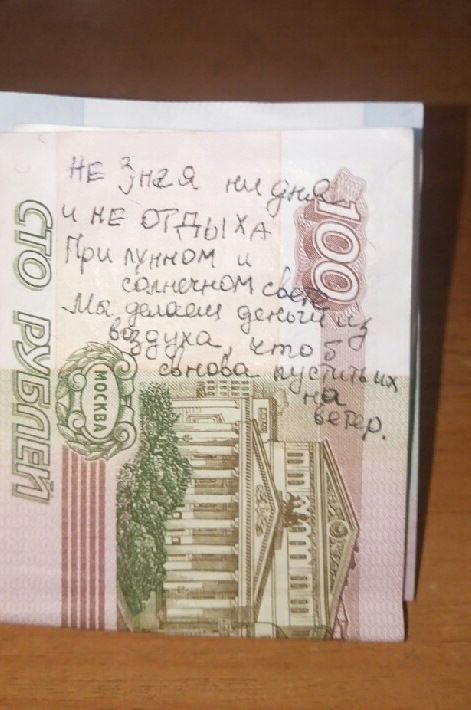 НЕ Зная ни дня
и НЕ ОТДЫХА
При лунном и
солнечном свете
Мы делаем деньги из
воздуха, что б
снова пустить их
на
ветер.
100
СТО РУБЛЕЙ
МОСКВА